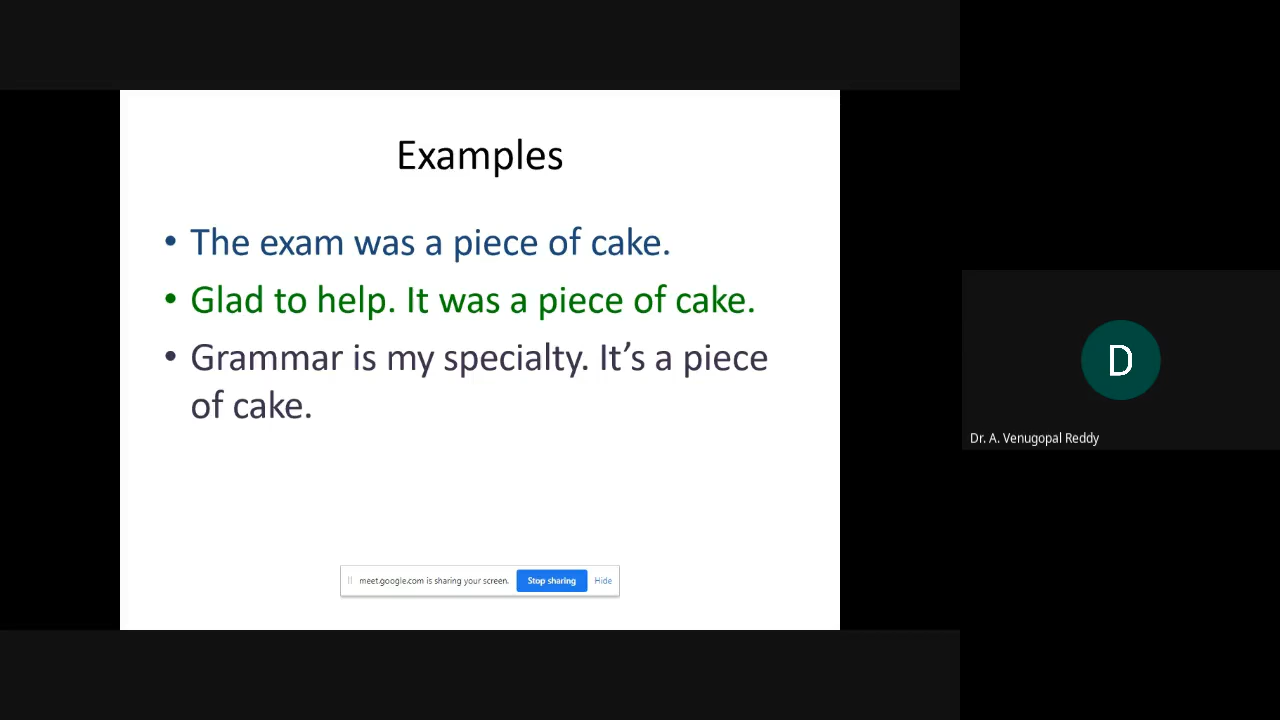 Examples
• The exam was a piece of cake.
• Glad to help. It was a piece of cake.
• Grammar is my specialty. It’s a piece
of cake.
meet.google.com is sharing your screen. Stop sharing Hide
D
Dr. A. Venugopal Reddy